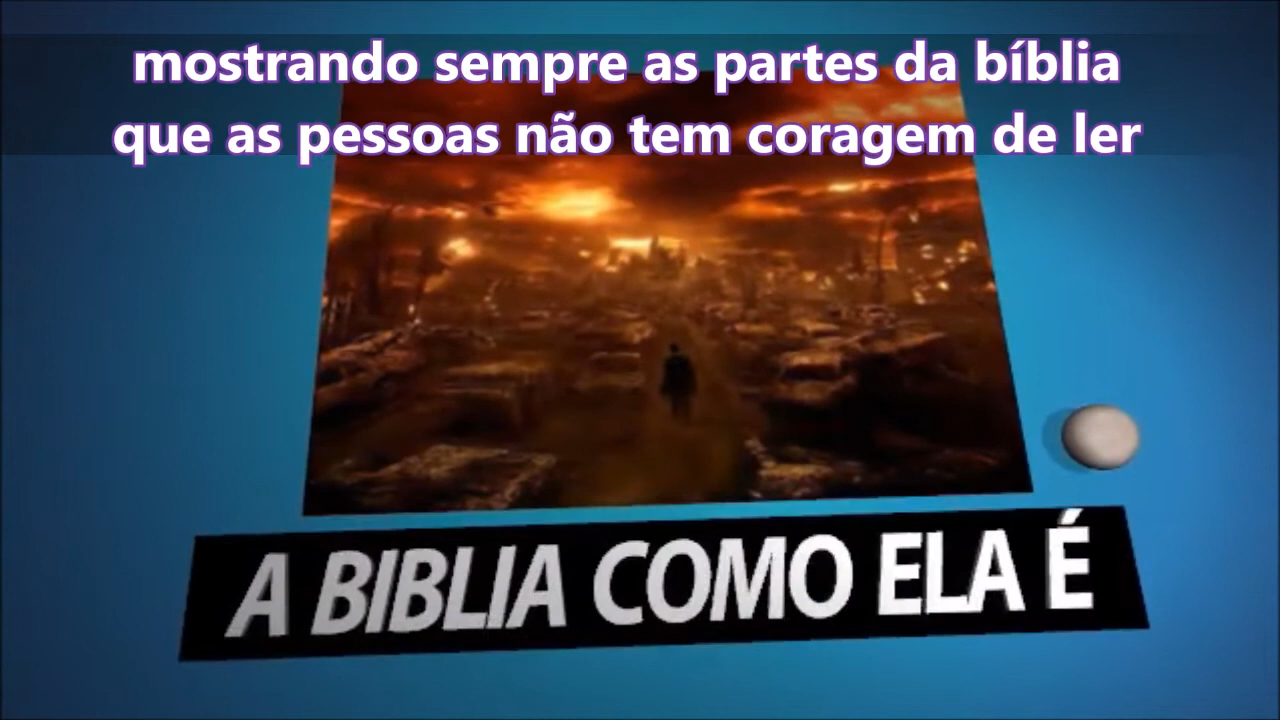 mostrando sempre as partes da bíblia
que as pessoas não tem coragem de ler
A BIBLIA COMO ELA É